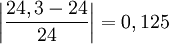 |24,3 − 24 / 24| = 0,125